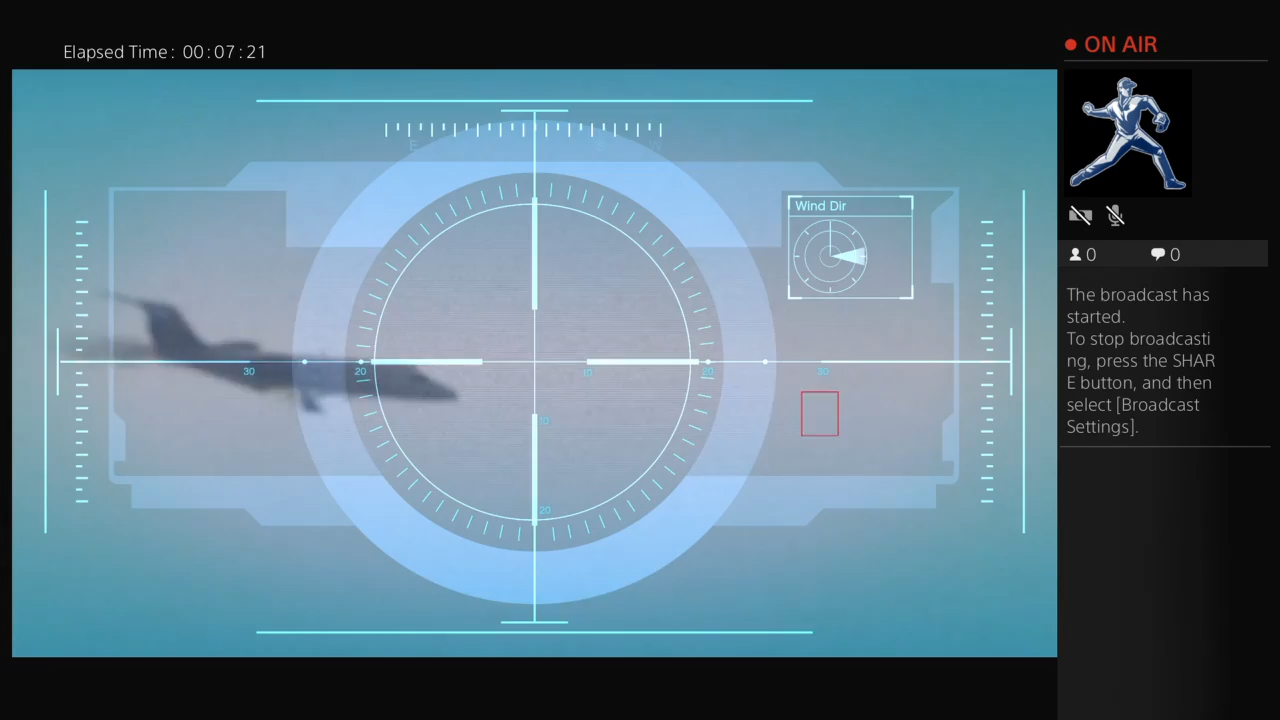 Elapsed Time: 00:07:21
ON AIR
E
W
Wind Dir
0
0
30
20
10
20
30
10
20
The broadcast has
started.
To stop broadcasti
ng, press the SHAR
E button, and then
select [Broadcast
Settings].